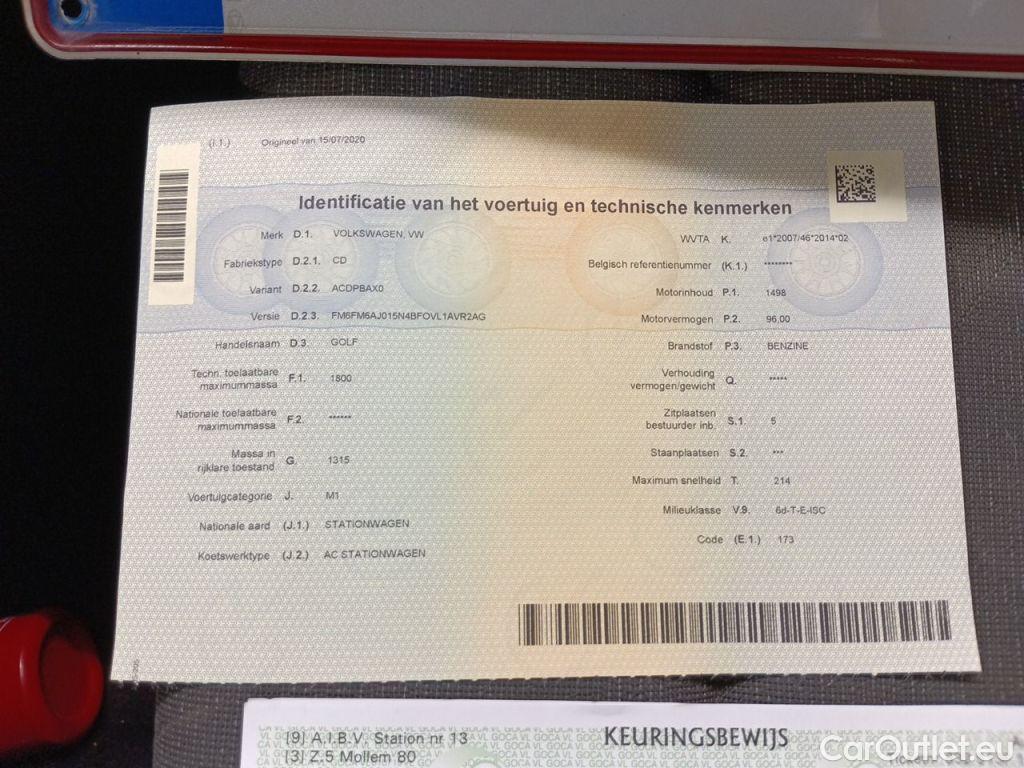 (i.1.) Origineel van 15/07/2020
Identificatie van het voertuig en technische kenmerken
Merk D.1. VOLKSWAGEN, VW
Fabriekstype D.2.1. CD
Variant D.2.2. ACDPBAX0
Versie D.2.3. FM6FM6AJ015N4BFOVL1AVR2AG
Handelsnaam D.3. GOLF
Techn. toelaatbare
maximummassa F.1. 1800
Nationale toelaatbare
maximummassa F.2. ******
Massa in
rijklare toestand G. 1315
Voertuigcategorie J. M1
Nationale aard (J.1.) STATIONWAGEN
Koetswerktype (J.2.) AC STATIONWAGEN
WVTA K. e1*2007/46*2014*02
Belgisch referentienummer (K.1.) ********
Motorinhoud P.1. 1498
Motorvermogen P.2. 96,00
Brandstof P.3. BENZINE
Verhouding
vermogen/gewicht Q. *****
Zitplaatsen
bestuurder inb. S.1. 5
Staanplaatsen S.2. ***
Maximum snelheid T. 214
Milieuklasse V.9. 6d-T-E-ISC
Code (E.1.) 173
[9] A.I.B.V. Station nr 13
KEURINGSBEWIJS
[3] Z.5 Mollem 80
CarOutlet.eu